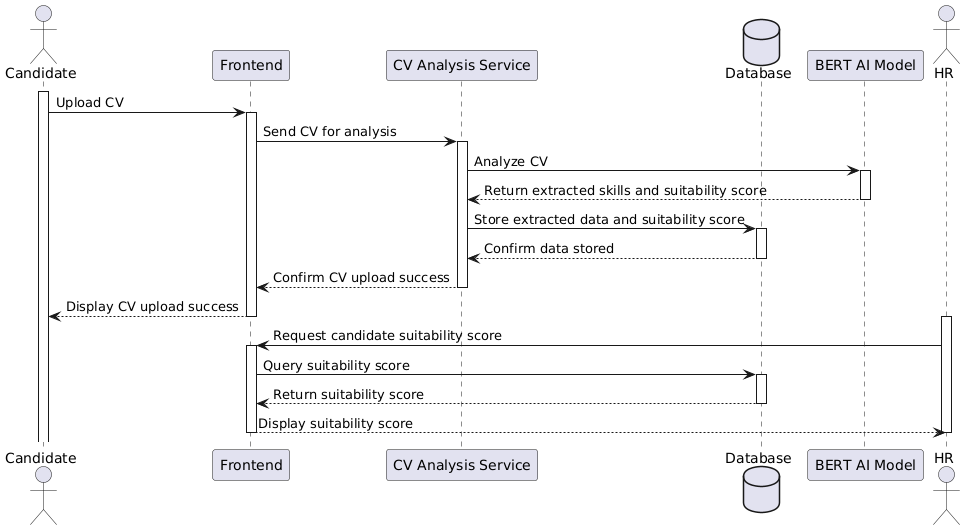 Candidate
Frontend
CV Analysis Service
Database
BERT AI Model
HR
Upload CV
Send CV for analysis
Analyze CV
Return extracted skills and suitability score
Store extracted data and suitability score
Confirm data stored
Confirm CV upload success
Display CV upload success
Request candidate suitability score
Query suitability score
Return suitability score
Display suitability score
Candidate
Frontend
CV Analysis Service
Database
BERT AI Model
HR